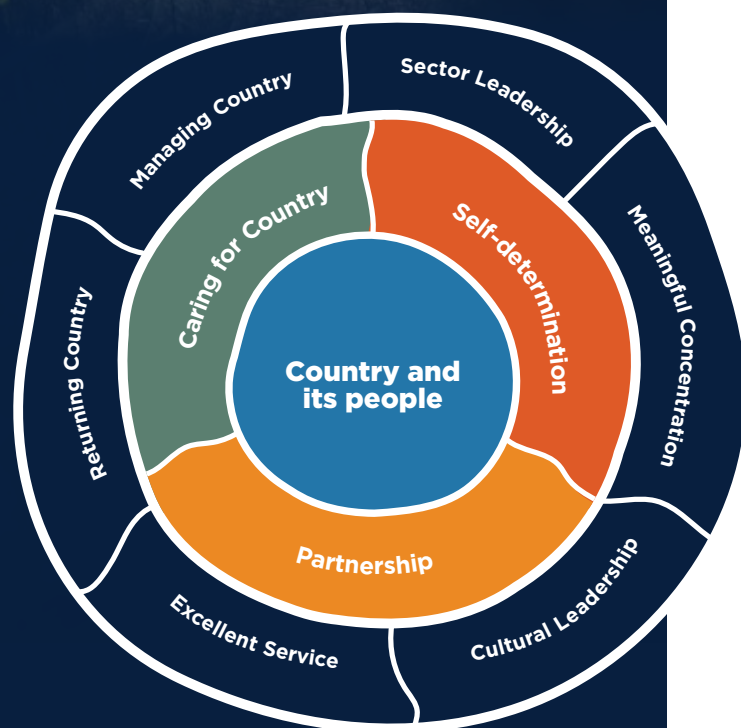 Managing Country
Sector Leadership
Meaningful Concentration
Cultural Leadership
Excellent Service
Returning Country
Caring for Country
Self-determination
Partnership
Country and
its people